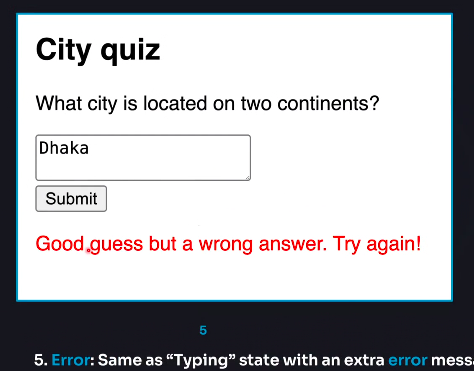 City quiz
What city is located on two continents?
Dhaka
Submit
Good guess but a wrong answer. Try again!
5
5. Error: Same as “Typing” state with an extra error mess